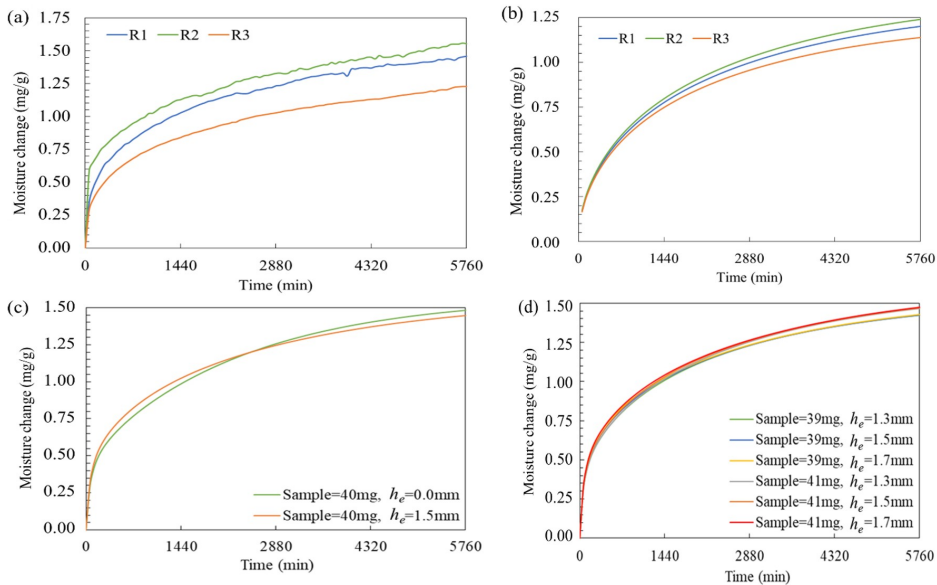 (a)
1.75
1.50
1.25
1.00
0.75
0.50
0.25
0.00
Moisture change (mg/g)
R1 R2 R3
0 1440 2880 4320 5760
Time (min)
(b)
1.25
1.00
0.75
0.50
0.25
0.00
Moisture change (mg/g)
R1 R2 R3
0 1440 2880 4320 5760
Time (min)
(c)
1.50
1.25
1.00
0.75
0.50
0.25
0.00
Moisture change (mg/g)
Sample=40mg, he=0.0mm
Sample=40mg, he=1.5mm
0 1440 2880 4320 5760
Time (min)
(d)
1.50
1.25
1.00
0.75
0.50
0.25
0.00
Moisture change (mg/g)
Sample=39mg, he=1.3mm
Sample=39mg, he=1.5mm
Sample=39mg, he=1.7mm
Sample=41mg, he=1.3mm
Sample=41mg, he=1.5mm
Sample=41mg, he=1.7mm
0 1440 2880 4320 5760
Time (min)